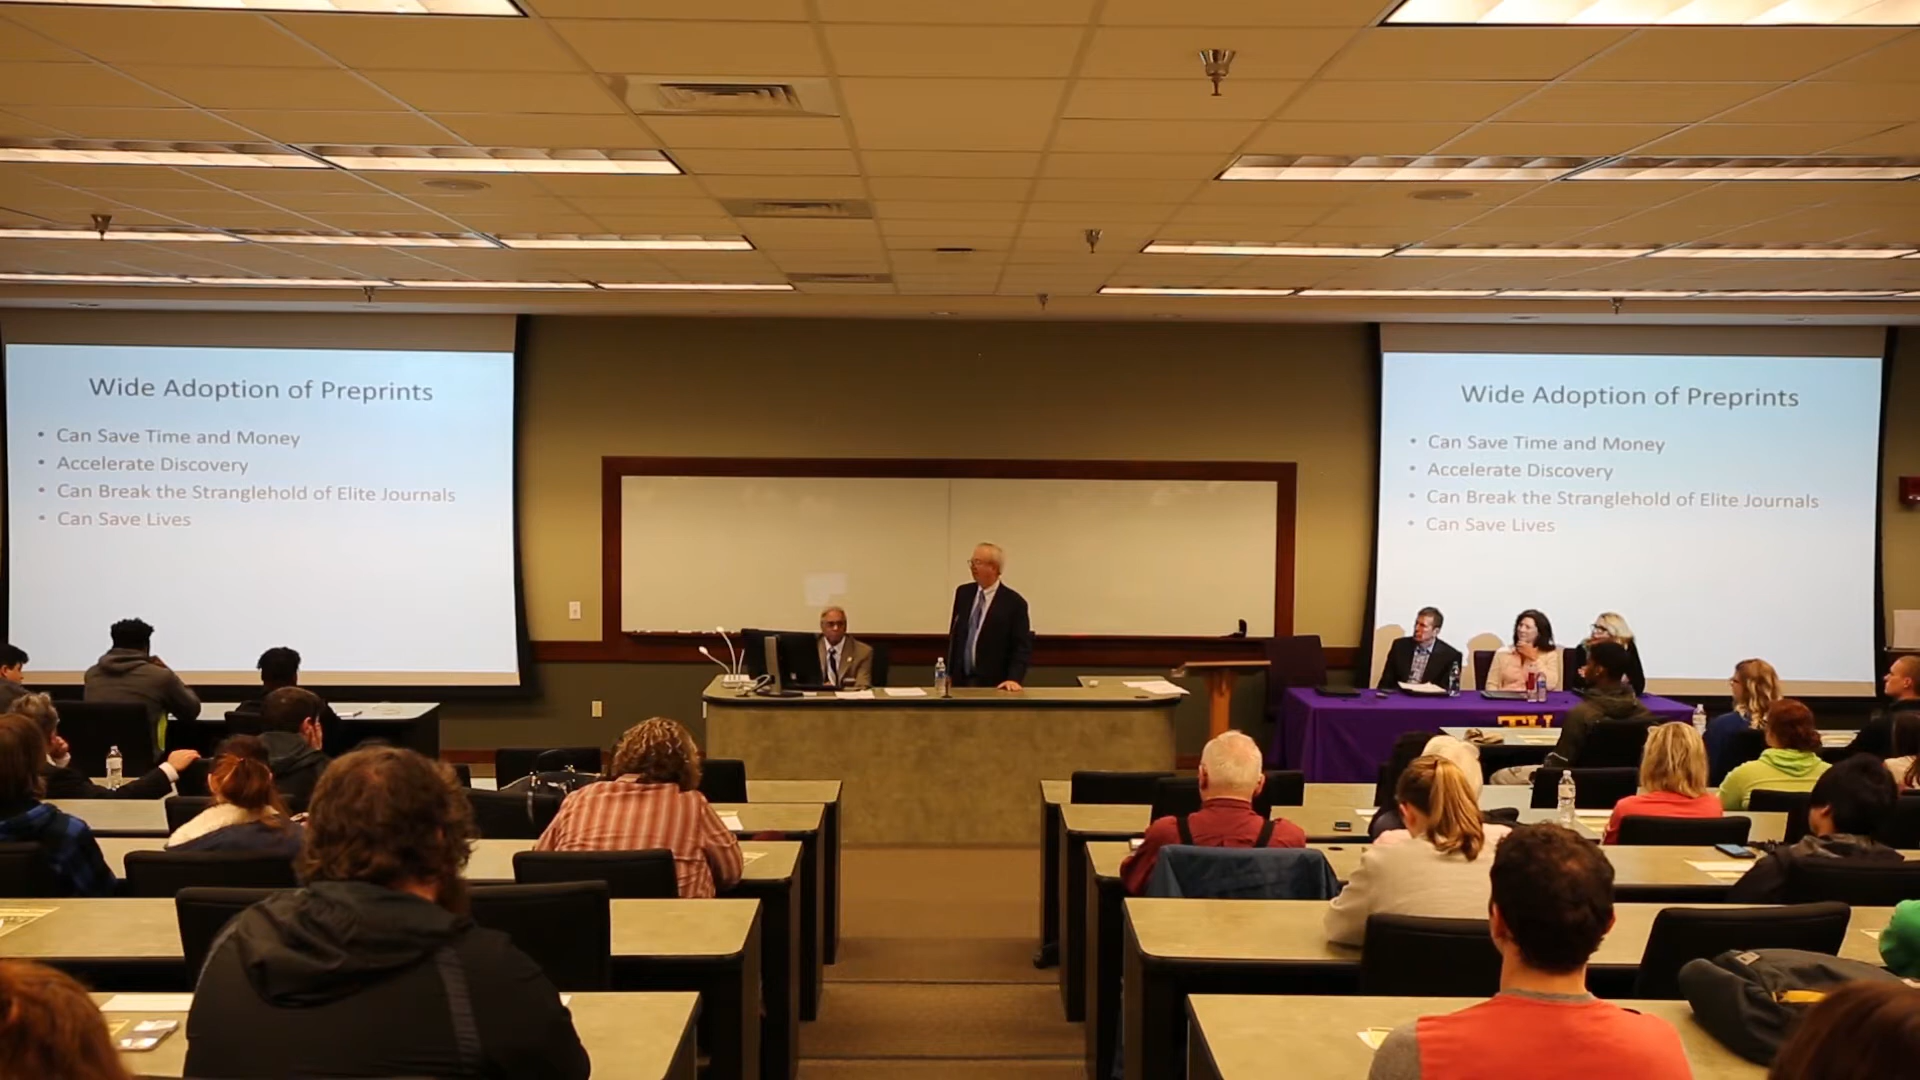 Wide Adoption of Preprints
• Can Save Time and Money
• Accelerate Discovery
• Can Break the Stranglehold of Elite Journals
• Can Save Lives
Wide Adoption of Preprints
• Can Save Time and Money
• Accelerate Discovery
• Can Break the Stranglehold of Elite Journals
• Can Save Lives